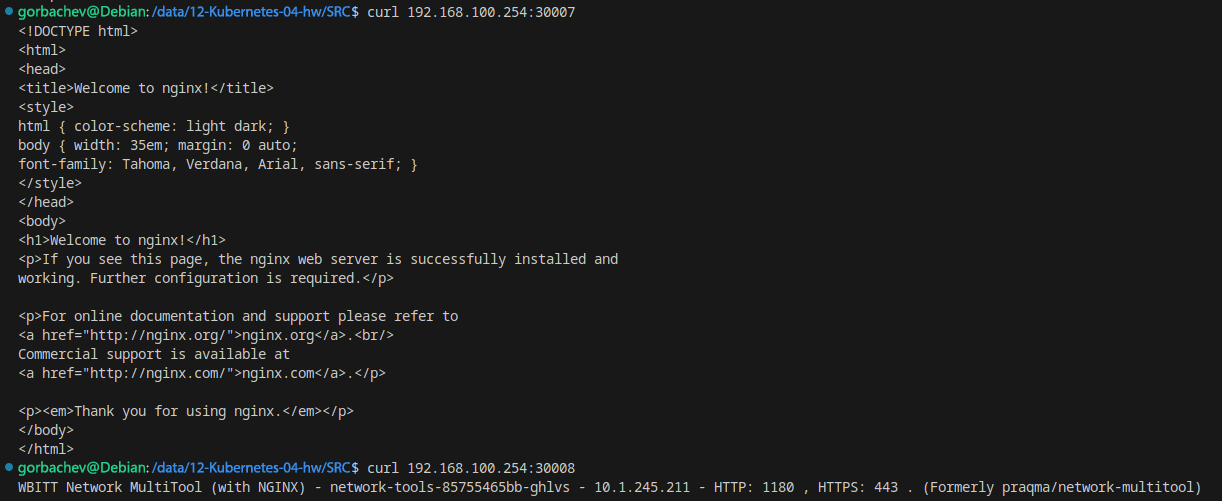 gorbachev@Debian:/data/12-Kubernetes-04-hw/SRC$ curl 192.168.100.254:30007
<!DOCTYPE html>
<html>
<head>
<title>Welcome to nginx!</title>
<style>
html { color-scheme: light dark; }
body { width: 35em; margin: 0 auto;
font-family: Tahoma, Verdana, Arial, sans-serif; }
</style>
</head>
<body>
<h1>Welcome to nginx!</h1>
<p>If you see this page, the nginx web server is successfully installed and
working. Further configuration is required.</p>

<p>For online documentation and support please refer to
<a href="http://nginx.org/">nginx.org</a>.<br/>
Commercial support is available at
<a href="http://nginx.com/">nginx.com</a>.</p>

<p><em>Thank you for using nginx.</em></p>
</body>
</html>
gorbachev@Debian:/data/12-Kubernetes-04-hw/SRC$ curl 192.168.100.254:30008
WBITT Network MultiTool (with NGINX) - network-tools-85755465bb-ghlvs - 10.1.245.211 - HTTP: 1180 , HTTPS: 443 . (Formerly praqma/network-multitool)